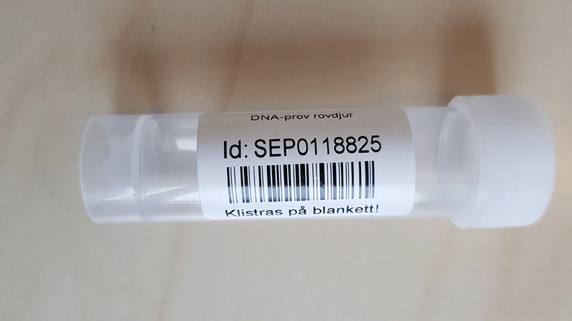 DNA-prov rovdjur
Id: SEP0118825
Klistras på blankett!